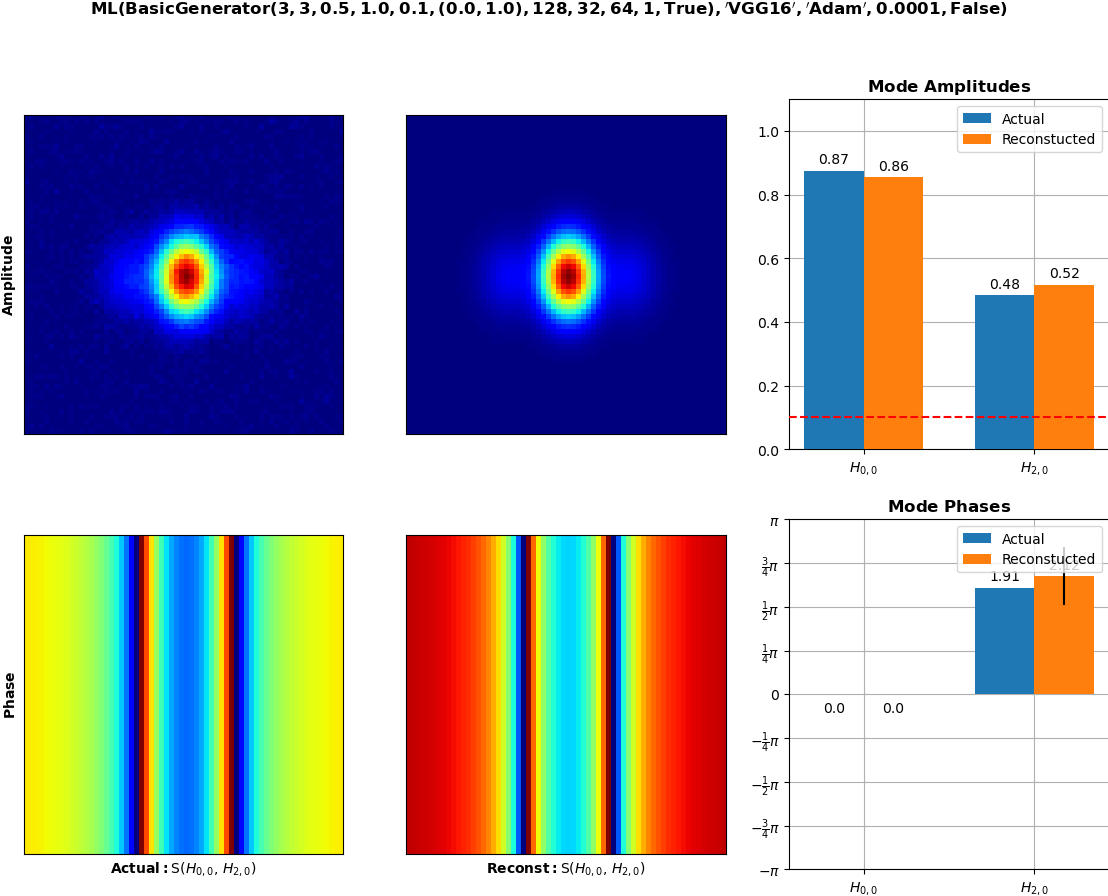 ML(BasicGenerator(3, 3, 0.5, 1.0, 0.1, (0.0, 1.0), 128, 32, 64, 1, True), ′VGG16′, ′Adam′, 0.0001, False)
Amplitude
Mode Amplitudes
Actual
Reconstucted
1.0
0.8
0.6
0.4
0.2
0.0
0.87
0.86
0.48
0.52
H0, 0
H2, 0
Phase
Actual: S(H0, 0, H2, 0)
Reconst: S(H0, 0, H2, 0)
Mode Phases
Actual
Reconstucted
π
3/4π
1/2π
1/4π
0
−1/4π
−1/2π
−3/4π
−π
0.0
0.0
1.91
2.12
H0, 0
H2, 0